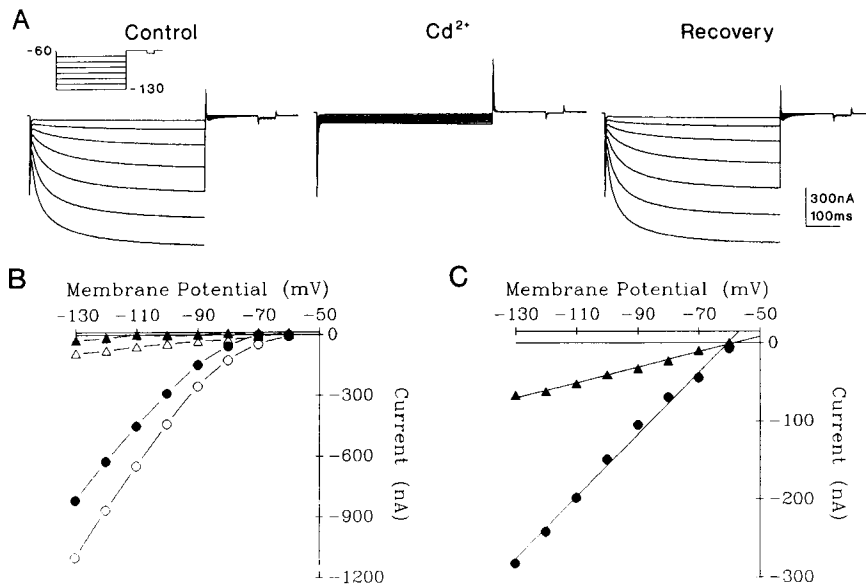 A
Control
Cd²⁺
Recovery
-60
-130
300nA
100ms
B
Membrane Potential (mV)
-130 -110 -90 -70 -50
0
-300
-600
-900
-1200
Current (nA)
C
Membrane Potential (mV)
-130 -110 -90 -70 -50
0
-100
-200
-300
Current (nA)